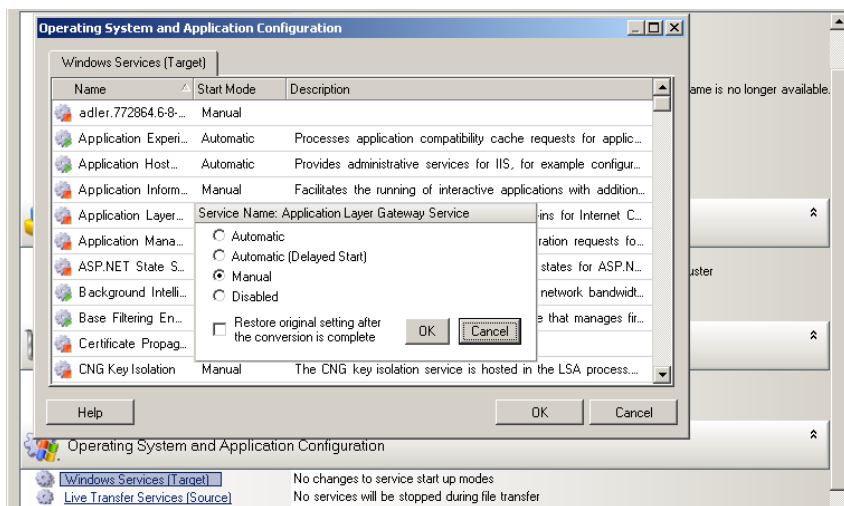 Operating System and Application Configuration
Windows Services (Target)
Name Start Mode Description
ame is no longer available.
adler.772864.6-8-... Manual
Application Experi... Automatic Processes application compatibility cache requests for applic...
Application Host... Automatic Provides administrative services for IIS, for example configur...
Application Inform... Manual Facilitates the running of interactive applications with addition...
Application Layer... Service Name: Application Layer Gateway Service -ins for Internet C...
Application Mana... Automatic ration requests fo...
Automatic (Delayed Start)
ASP.NET State S... Manual states for ASP.N... uster
Background Intelli... Disabled network bandwidt...
Base Filtering En... Restore original setting after the conversion is complete OK Cancel e that manages fir...
Certificate Propag...
CNG Key Isolation Manual The CNG key isolation service is hosted in the LSA process....
Help OK Cancel
Operating System and Application Configuration
Windows Services (Target) No changes to service start up modes
Live Transfer Services (Source) No services will be stopped during file transfer